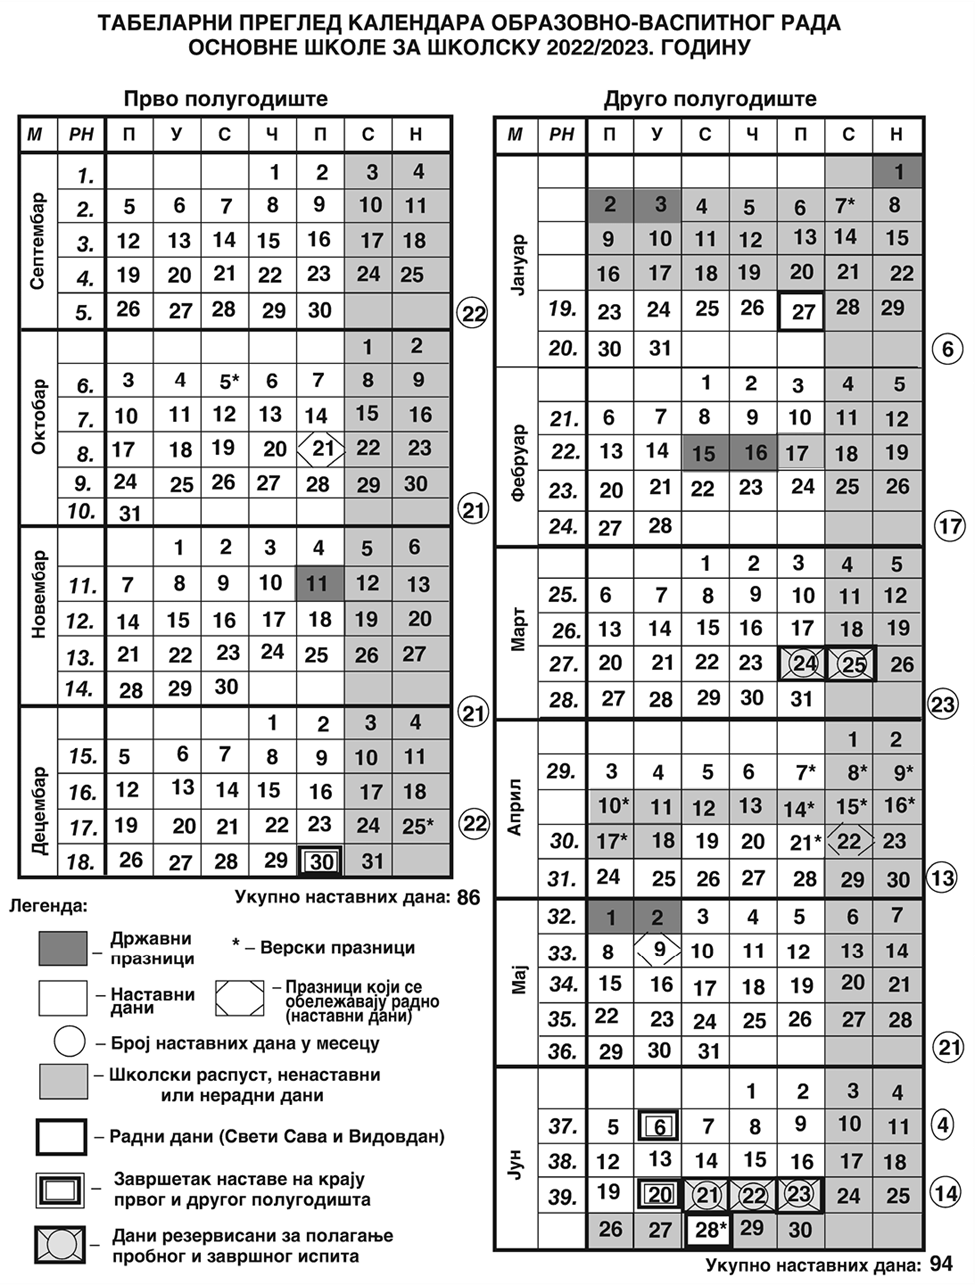 ТАБЕЛАРНИ ПРЕГЛЕД КАЛЕНДАРА ОБРАЗОВНО-ВАСПИТНОГ РАДА
ОСНОВНЕ ШКОЛЕ ЗА ШКОЛСКУ 2022/2023. ГОДИНУ
Прво полугодиште
М РН П У С Ч П С Н
Септембар
1. 1 2 3 4
2. 5 6 7 8 9 10 11
3. 12 13 14 15 16 17 18
4. 19 20 21 22 23 24 25
5. 26 27 28 29 30
22
Октобар
1 2
6. 3 4 5* 6 7 8 9
7. 10 11 12 13 14 15 16
8. 17 18 19 20 21 22 23
9. 24 25 26 27 28 29 30
10. 31
21
Новембар
1 2 3 4 5 6
11. 7 8 9 10 11 12 13
12. 14 15 16 17 18 19 20
13. 21 22 23 24 25 26 27
14. 28 29 30
21
Децембар
1 2 3 4
15. 5 6 7 8 9 10 11
16. 12 13 14 15 16 17 18
17. 19 20 21 22 23 24 25*
22
18. 26 27 28 29 30 31
Укупно наставних дана: 86
Друго полугодиште
М РН П У С Ч П С Н
Јануар
1
2 3 4 5 6 7* 8
9 10 11 12 13 14 15
16 17 18 19 20 21 22
19. 23 24 25 26 27 28 29
20. 30 31
6
Фебруар
1 2 3 4 5
21. 6 7 8 9 10 11 12
22. 13 14 15 16 17 18 19
23. 20 21 22 23 24 25 26
24. 27 28
17
Март
1 2 3 4 5
25. 6 7 8 9 10 11 12
26. 13 14 15 16 17 18 19
27. 20 21 22 23 24 25 26
28. 27 28 29 30 31
23
Април
1 2
29. 3 4 5 6 7* 8* 9*
10* 11 12 13 14* 15* 16*
30. 17* 18 19 20 21* 22 23
31. 24 25 26 27 28 29 30
13
Мај
32. 1 2 3 4 5 6 7
33. 8 9 10 11 12 13 14
34. 15 16 17 18 19 20 21
35. 22 23 24 25 26 27 28
36. 29 30 31
21
Јун
1 2 3 4
37. 5 6 7 8 9 10 11
4
38. 12 13 14 15 16 17 18
39. 19 20 21 22 23 24 25
14
26 27 28* 29 30
Укупно наставних дана: 94
Легенда:
– Државни
празници
* – Верски празници
– Наставни
дани
– Празници који се
обележавају радно
(наставни дани)
– Број наставних дана у месецу
– Школски распуст, ненаставни
или нерадни дани
– Радни дани (Свети Сава и Видовдан)
– Завршетак наставе на крају
првог и другог полугодишта
– Дани резервисани за полагање
пробног и завршног испита